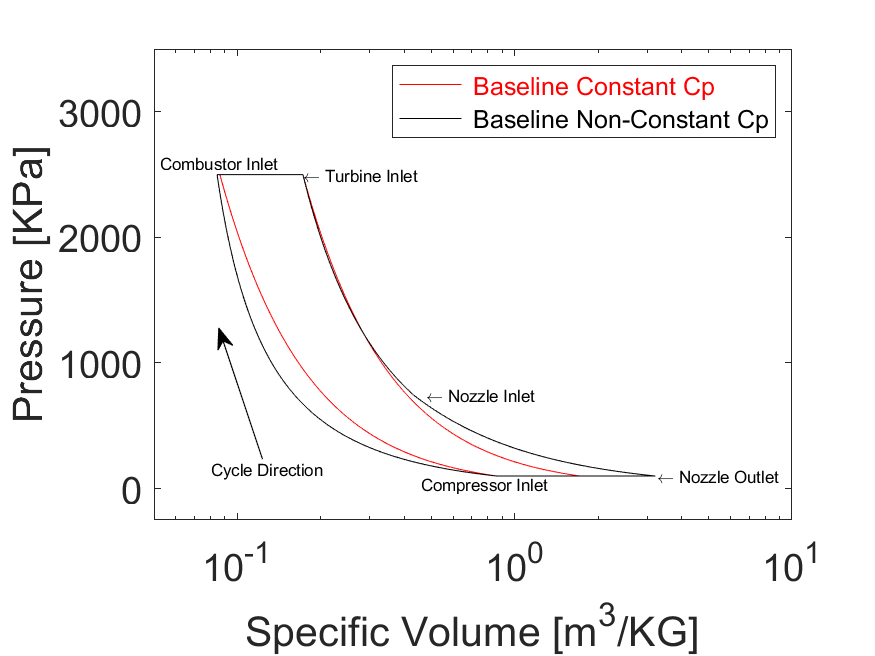 Baseline Constant Cp
Baseline Non-Constant Cp
3000
2000
1000
0
Pressure [KPa]
Combustor Inlet
← Turbine Inlet
← Nozzle Inlet
Cycle Direction
Compressor Inlet
← Nozzle Outlet
10^-1
10^0
10^1
Specific Volume [m^3/KG]